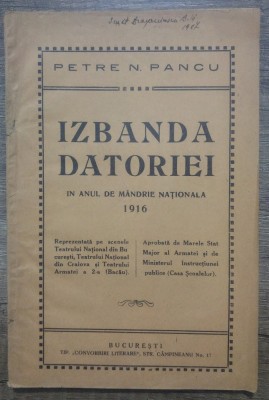 PETRE N. PANCU
IZBANDA
DATORIEI
IN ANUL DE MÂNDRIE NAȚIONALA
1916
Reprezentată pe scenele
Teatrului Național din Bu
curești, Teatrului Național
din Craiova și Teatrului
Armatei a 2-a (Bacău).
Aprobată de Marele Stat
Major al Armatei și de
Ministerul Instrucțiunei
publice (Casa Școalelor).
BUCUREȘTI
TIP. „CONVORBIRI LITERARE", STR. CÂMPINEANU No. 17